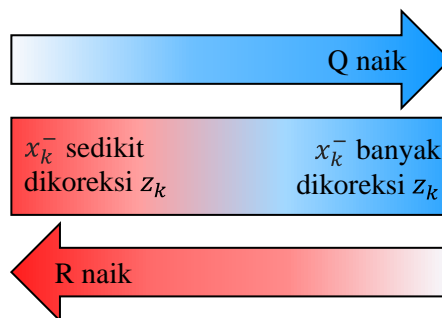 Q naik
x_k^- sedikit
dikoreksi z_k
x_k^- banyak
dikoreksi z_k
R naik